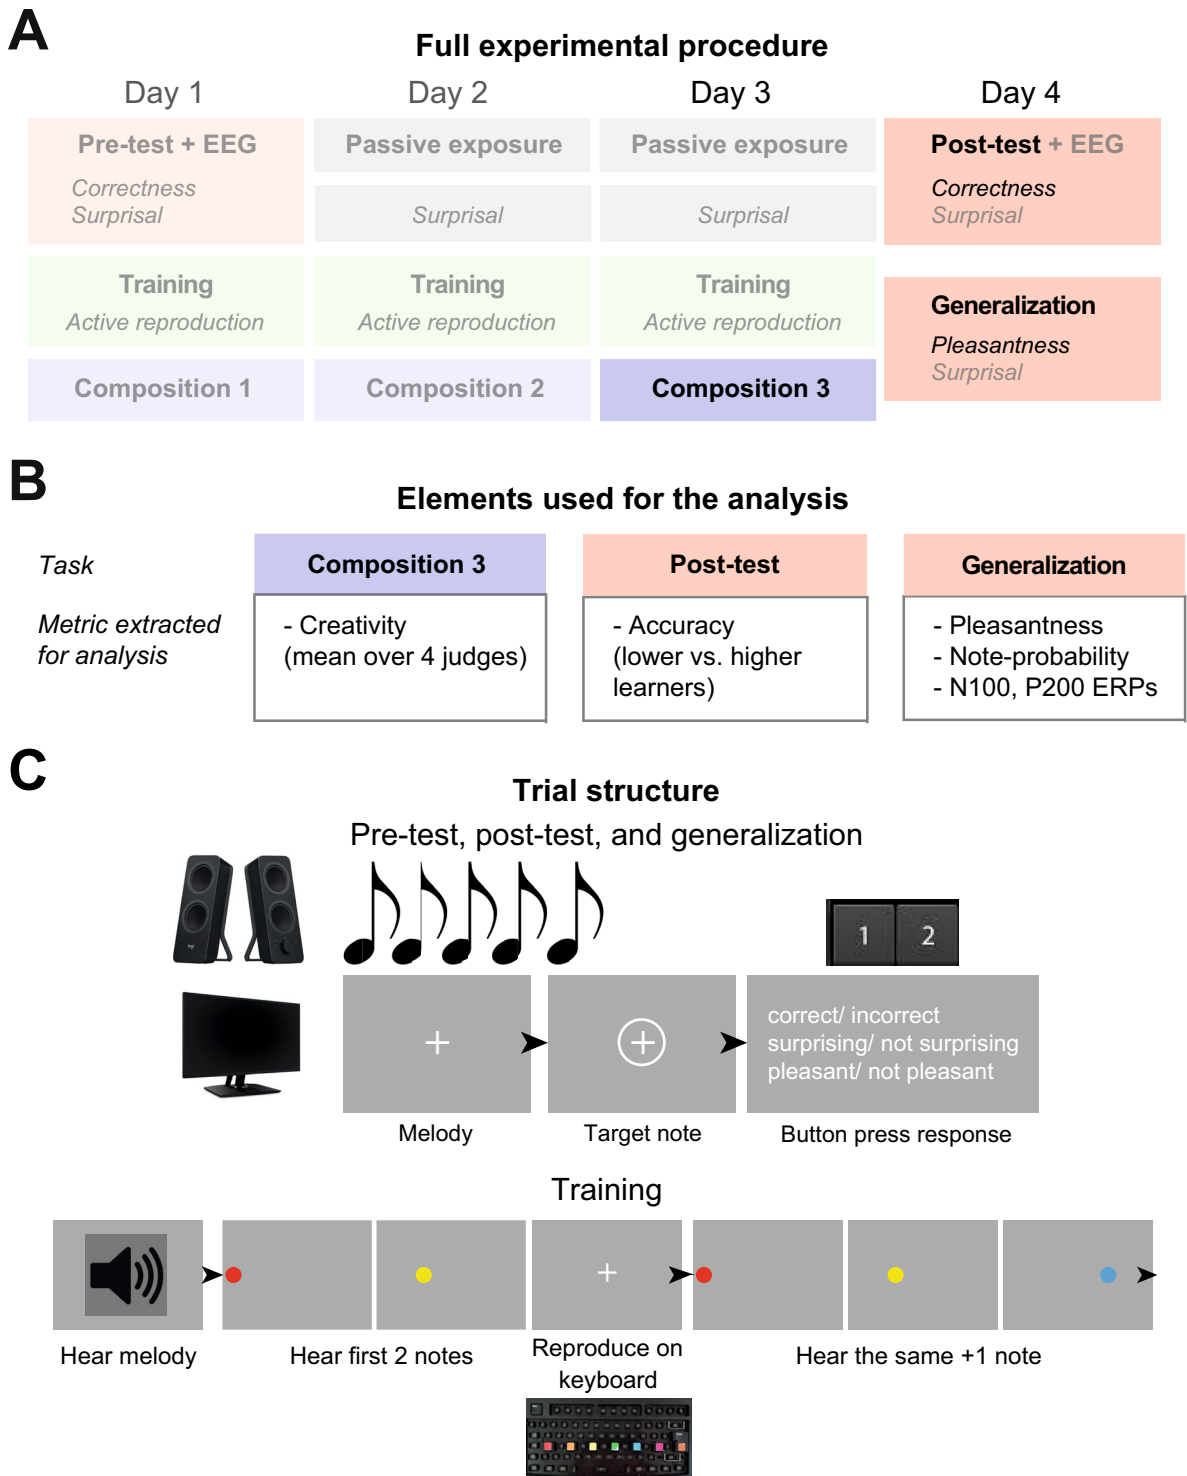 A
Full experimental procedure
Day 1
Day 2
Day 3
Day 4
Pre-test + EEG
Correctness
Surprisal
Passive exposure
Surprisal
Passive exposure
Surprisal
Post-test + EEG
Correctness
Surprisal
Training
Active reproduction
Training
Active reproduction
Training
Active reproduction
Generalization
Pleasantness
Surprisal
Composition 1
Composition 2
Composition 3
B
Elements used for the analysis
Task
Composition 3
Post-test
Generalization
Metric extracted
for analysis
- Creativity
(mean over 4 judges)
- Accuracy
(lower vs. higher
learners)
- Pleasantness
- Note-probability
- N100, P200 ERPs
C
Trial structure
Pre-test, post-test, and generalization
logi
1 2
correct/ incorrect
surprising/ not surprising
pleasant/ not pleasant
Melody
Target note
Button press response
Training
Hear melody
Hear first 2 notes
Reproduce on
keyboard
Hear the same +1 note